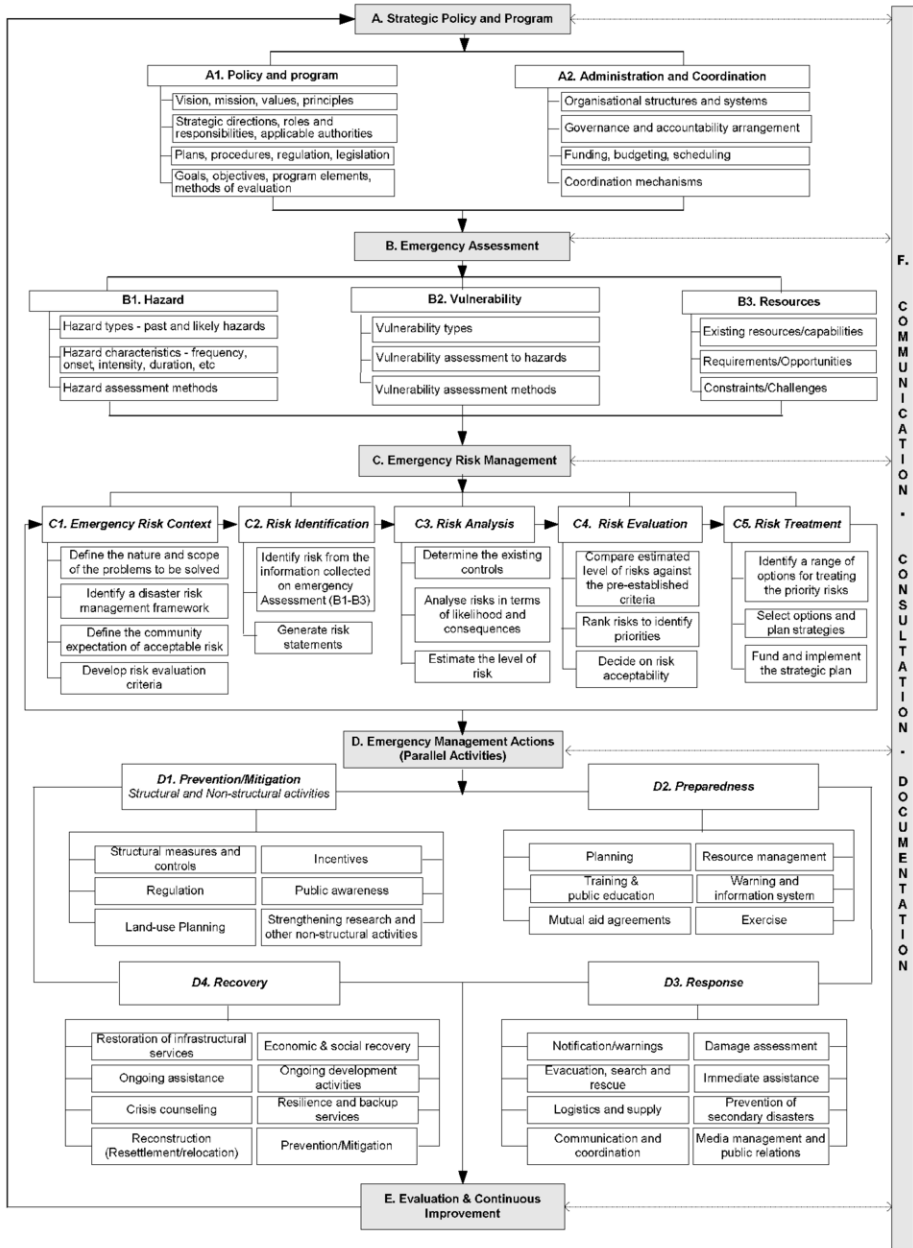 A. Strategic Policy and Program
A1. Policy and program
Vision, mission, values, principles
Strategic directions, roles and
responsibilities, applicable authorities
Plans, procedures, regulation, legislation
Goals, objectives, program elements,
methods of evaluation
A2. Administration and Coordination
Organisational structures and systems
Governance and accountability arrangement
Funding, budgeting, scheduling
Coordination mechanisms
B. Emergency Assessment
B1. Hazard
Hazard types - past and likely hazards
Hazard characteristics - frequency,
onset, intensity, duration, etc
Hazard assessment methods
B2. Vulnerability
Vulnerability types
Vulnerability assessment to hazards
Vulnerability assessment methods
B3. Resources
Existing resources/capabilities
Requirements/Opportunities
Constraints/Challenges
C. Emergency Risk Management
C1. Emergency Risk Context
Define the nature and scope
of the problems to be solved
Identify a disaster risk
management framework
Define the community
expectation of acceptable risk
Develop risk evaluation
criteria
C2. Risk Identification
Identify risk from the
information collected
on emergency
Assessment (B1-B3)
Generate risk
statements
C3. Risk Analysis
Determine the existing
controls
Analyse risks in terms
of likelihood and
consequences
Estimate the level of
risk
C4. Risk Evaluation
Compare estimated
level of risks against
the pre-established
criteria
Rank risks to identify
priorities
Decide on risk
acceptability
C5. Risk Treatment
Identify a range of
options for treating
the priority risks
Select options and
plan strategies
Fund and implement
the strategic plan
D. Emergency Management Actions
(Parallel Activities)
D1. Prevention/Mitigation
Structural and Non-structural activities
Structural measures and
controls
Regulation
Land-use Planning
Incentives
Public awareness
Strengthening research and
other non-structural activities
D2. Preparedness
Planning
Training &
public education
Mutual aid agreements
Resource management
Warning and
information system
Exercise
D4. Recovery
Restoration of infrastructural
services
Ongoing assistance
Crisis counseling
Reconstruction
(Resettlement/relocation)
Economic & social recovery
Ongoing development
activities
Resilience and backup
services
Prevention/Mitigation
D3. Response
Notification/warnings
Evacuation, search and
rescue
Logistics and supply
Communication and
coordination
Damage assessment
Immediate assistance
Prevention of
secondary disasters
Media management and
public relations
E. Evaluation & Continuous
Improvement
F. COMMUNICATION - CONSULTATION - DOCUMENTATION